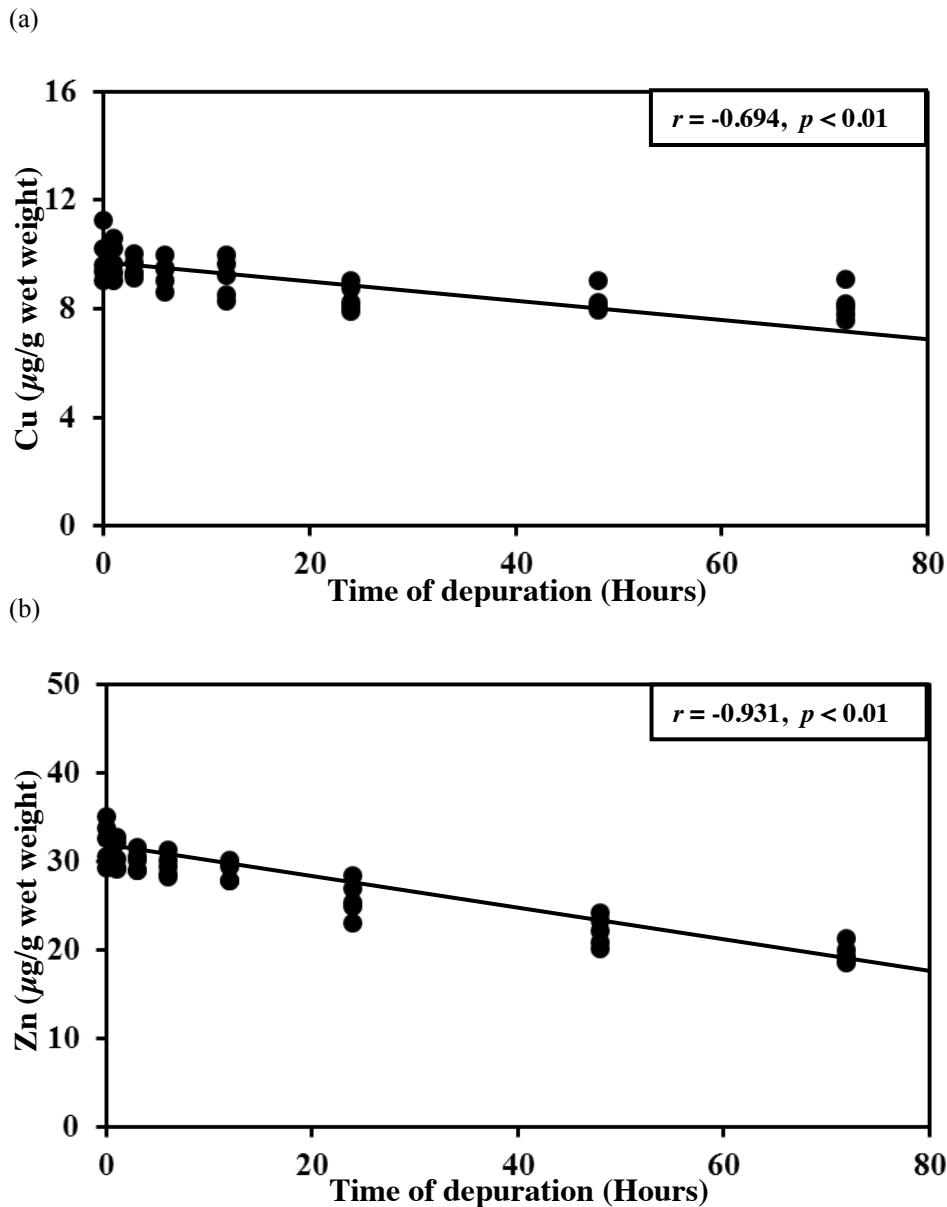 (a)
16
r = -0.694, p < 0.01
12
8
4
0
Cu (µg/g wet weight)
0 20 40 60 80
Time of depuration (Hours)
(b)
50
r = -0.931, p < 0.01
40
30
20
10
0
Zn (µg/g wet weight)
0 20 40 60 80
Time of depuration (Hours)